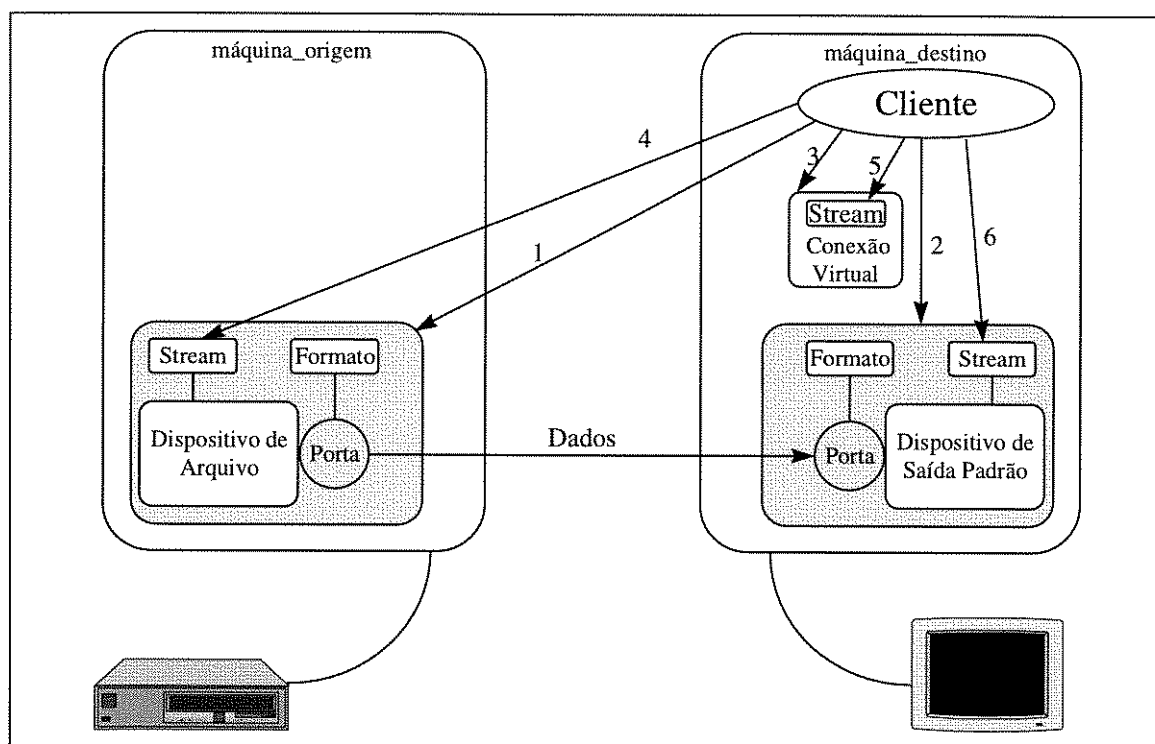 máquina_origem
máquina_destino
Cliente
4
3
5
Stream
Conexão
Virtual
1
2
6
Stream
Formato
Dispositivo de
Arquivo
Porta
Dados
Formato
Stream
Porta
Dispositivo de
Saída Padrão